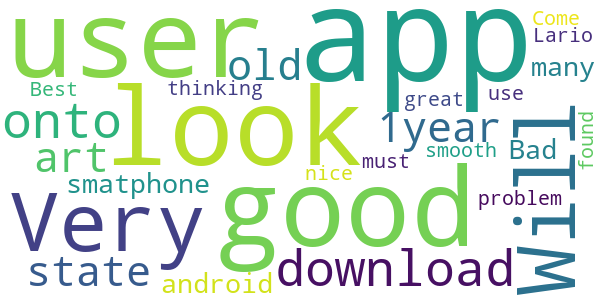 user
app
Come
Lario
old
many
Best
thinking
look
great
use
onto
1year
found
art
smooth
Bad
must
smatphone
nice
Very
good
problem
Will
state
android
download